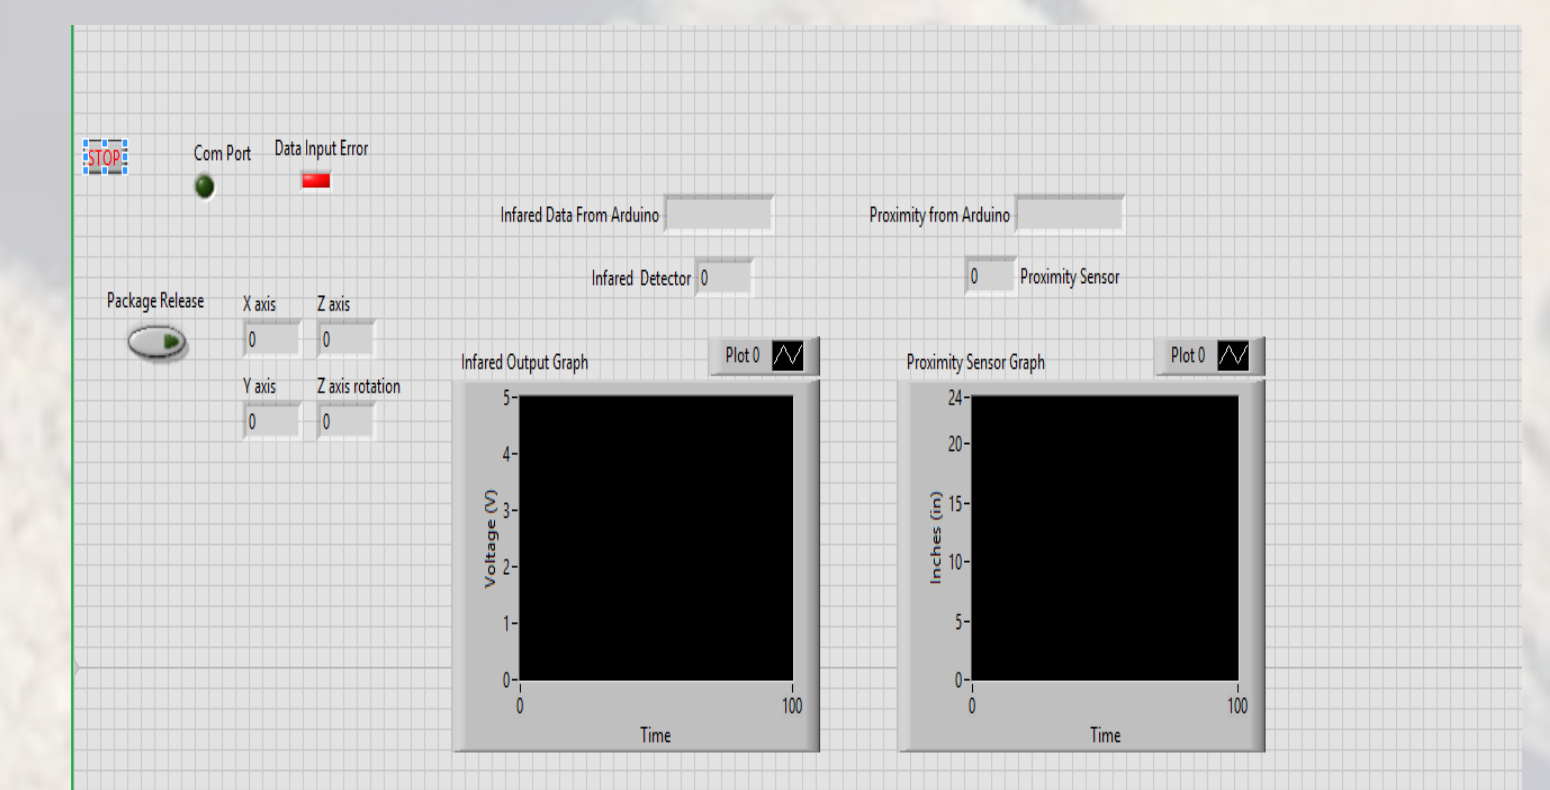 STOP
Com Port
Data Input Error
Infared Data From Arduino
Proximity from Arduino
Infared Detector 0
0 Proximity Sensor
Package Release
X axis
Z axis
0
0
Y axis
Z axis rotation
0
0
Infared Output Graph
Plot 0
5
4
3
2
1
0
Voltage (V)
0
100
Time
Proximity Sensor Graph
Plot 0
24
20
15
10
5
0
Inches (in)
0
100
Time